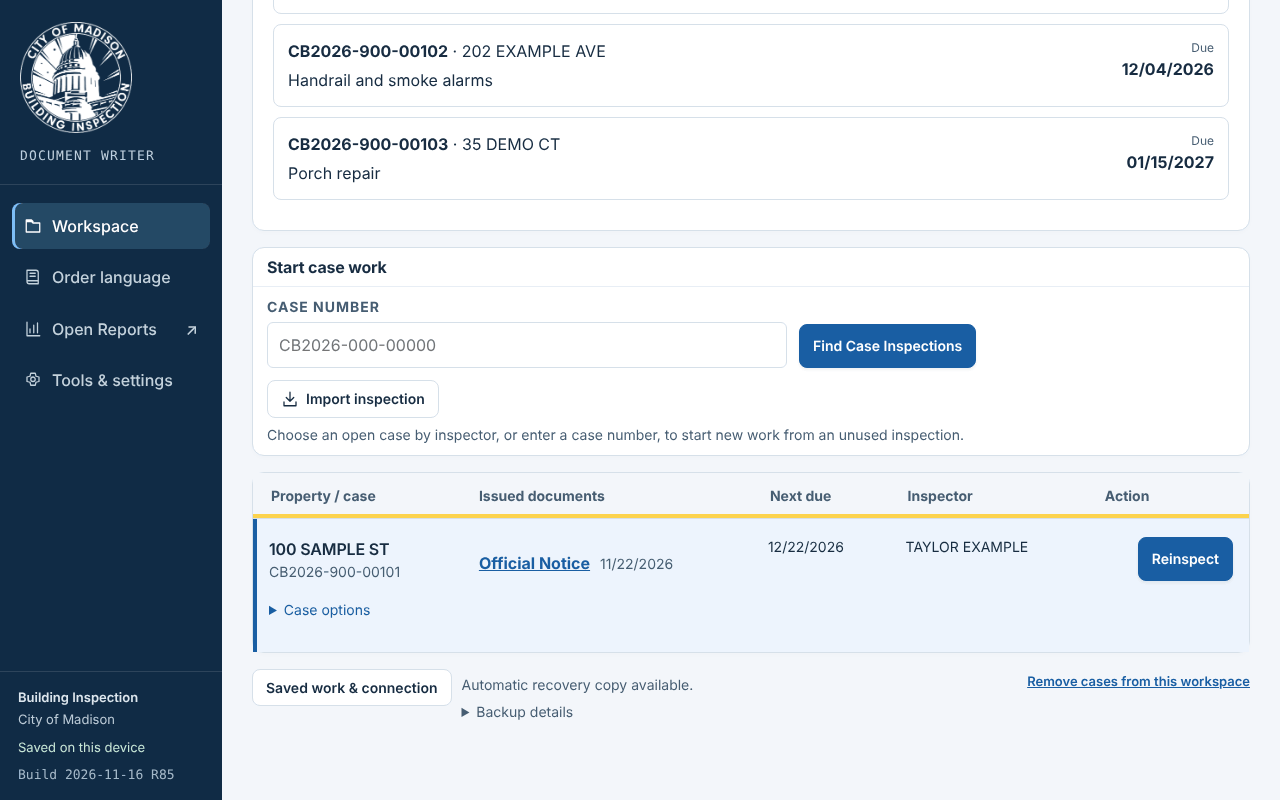 CITY OF MADISON
BUILDING INSPECTION
DOCUMENT WRITER
Workspace
Order language
Open Reports
Tools & settings
Building Inspection
City of Madison
Saved on this device
Build 2026-11-16 R85
CB2026-900-00102 · 202 EXAMPLE AVE
Handrail and smoke alarms
Due
12/04/2026
CB2026-900-00103 · 35 DEMO CT
Porch repair
Due
01/15/2027
Start case work
CASE NUMBER
CB2026-000-00000
Find Case Inspections
Import inspection
Choose an open case by inspector, or enter a case number, to start new work from an unused inspection.
Property / case Issued documents Next due Inspector Action
100 SAMPLE ST
CB2026-900-00101
Official Notice 11/22/2026
12/22/2026
TAYLOR EXAMPLE
Reinspect
Case options
Saved work & connection
Automatic recovery copy available.
Backup details
Remove cases from this workspace